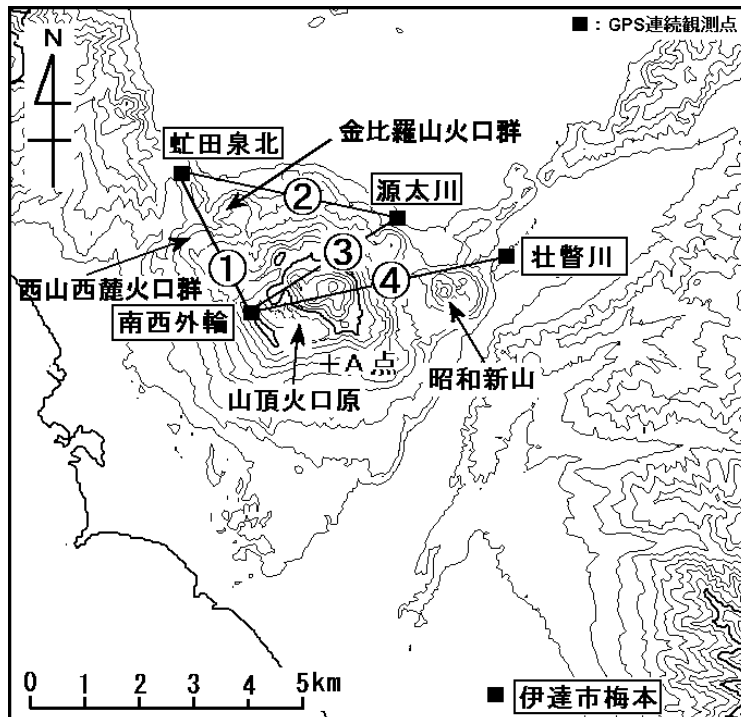 ■：GPS連続観測点
N
金比羅山火口群
虻田泉北
②
源太川
③
壮瞥川
①
④
西山西麓火口群
南西外輪
+A点
昭和新山
山頂火口原
0 1 2 3 4 5km
伊達市梅本